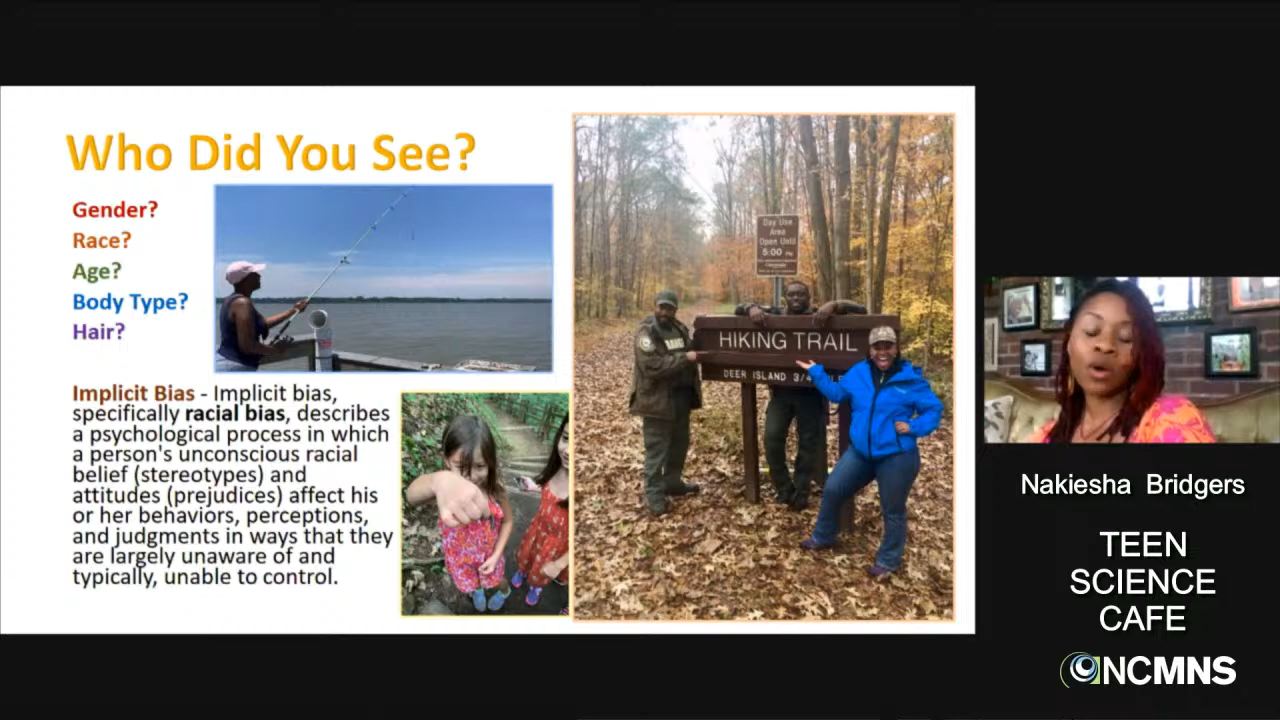 Who Did You See?
Gender?
Race?
Age?
Body Type?
Hair?
Implicit Bias - Implicit bias,
specifically racial bias, describes
a psychological process in which
a person's unconscious racial
belief (stereotypes) and
attitudes (prejudices) affect his
or her behaviors, perceptions,
and judgments in ways that they
are largely unaware of and
typically, unable to control.
Day Use
Area
Open Until
5:00 PM
HIKING TRAIL
DEER ISLAND 3/4
Nakiesha Bridgers
TEEN
SCIENCE
CAFE
NCMNS